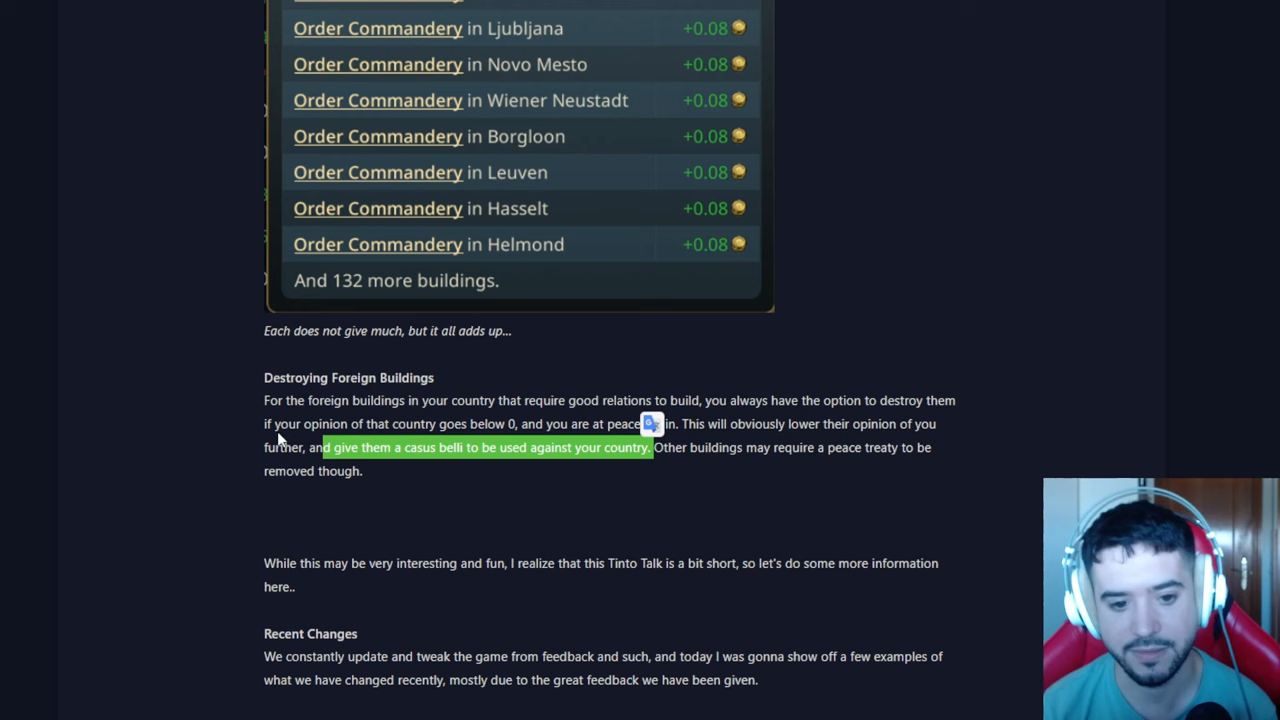 Order Commandery in Ljubljana +0.08
Order Commandery in Novo Mesto +0.08
Order Commandery in Wiener Neustadt +0.08
Order Commandery in Borgloon +0.08
Order Commandery in Leuven +0.08
Order Commandery in Hasselt +0.08
Order Commandery in Helmond +0.08
And 132 more buildings.
Each does not give much, but it all adds up...
Destroying Foreign Buildings
For the foreign buildings in your country that require good relations to build, you always have the option to destroy them
if your opinion of that country goes below 0, and you are at peace in. This will obviously lower their opinion of you
further, and give them a casus belli to be used against your country. Other buildings may require a peace treaty to be
removed though.
While this may be very interesting and fun, I realize that this Tinto Talk is a bit short, so let's do some more information
here..
Recent Changes
We constantly update and tweak the game from feedback and such, and today I was gonna show off a few examples of
what we have changed recently, mostly due to the great feedback we have been given.